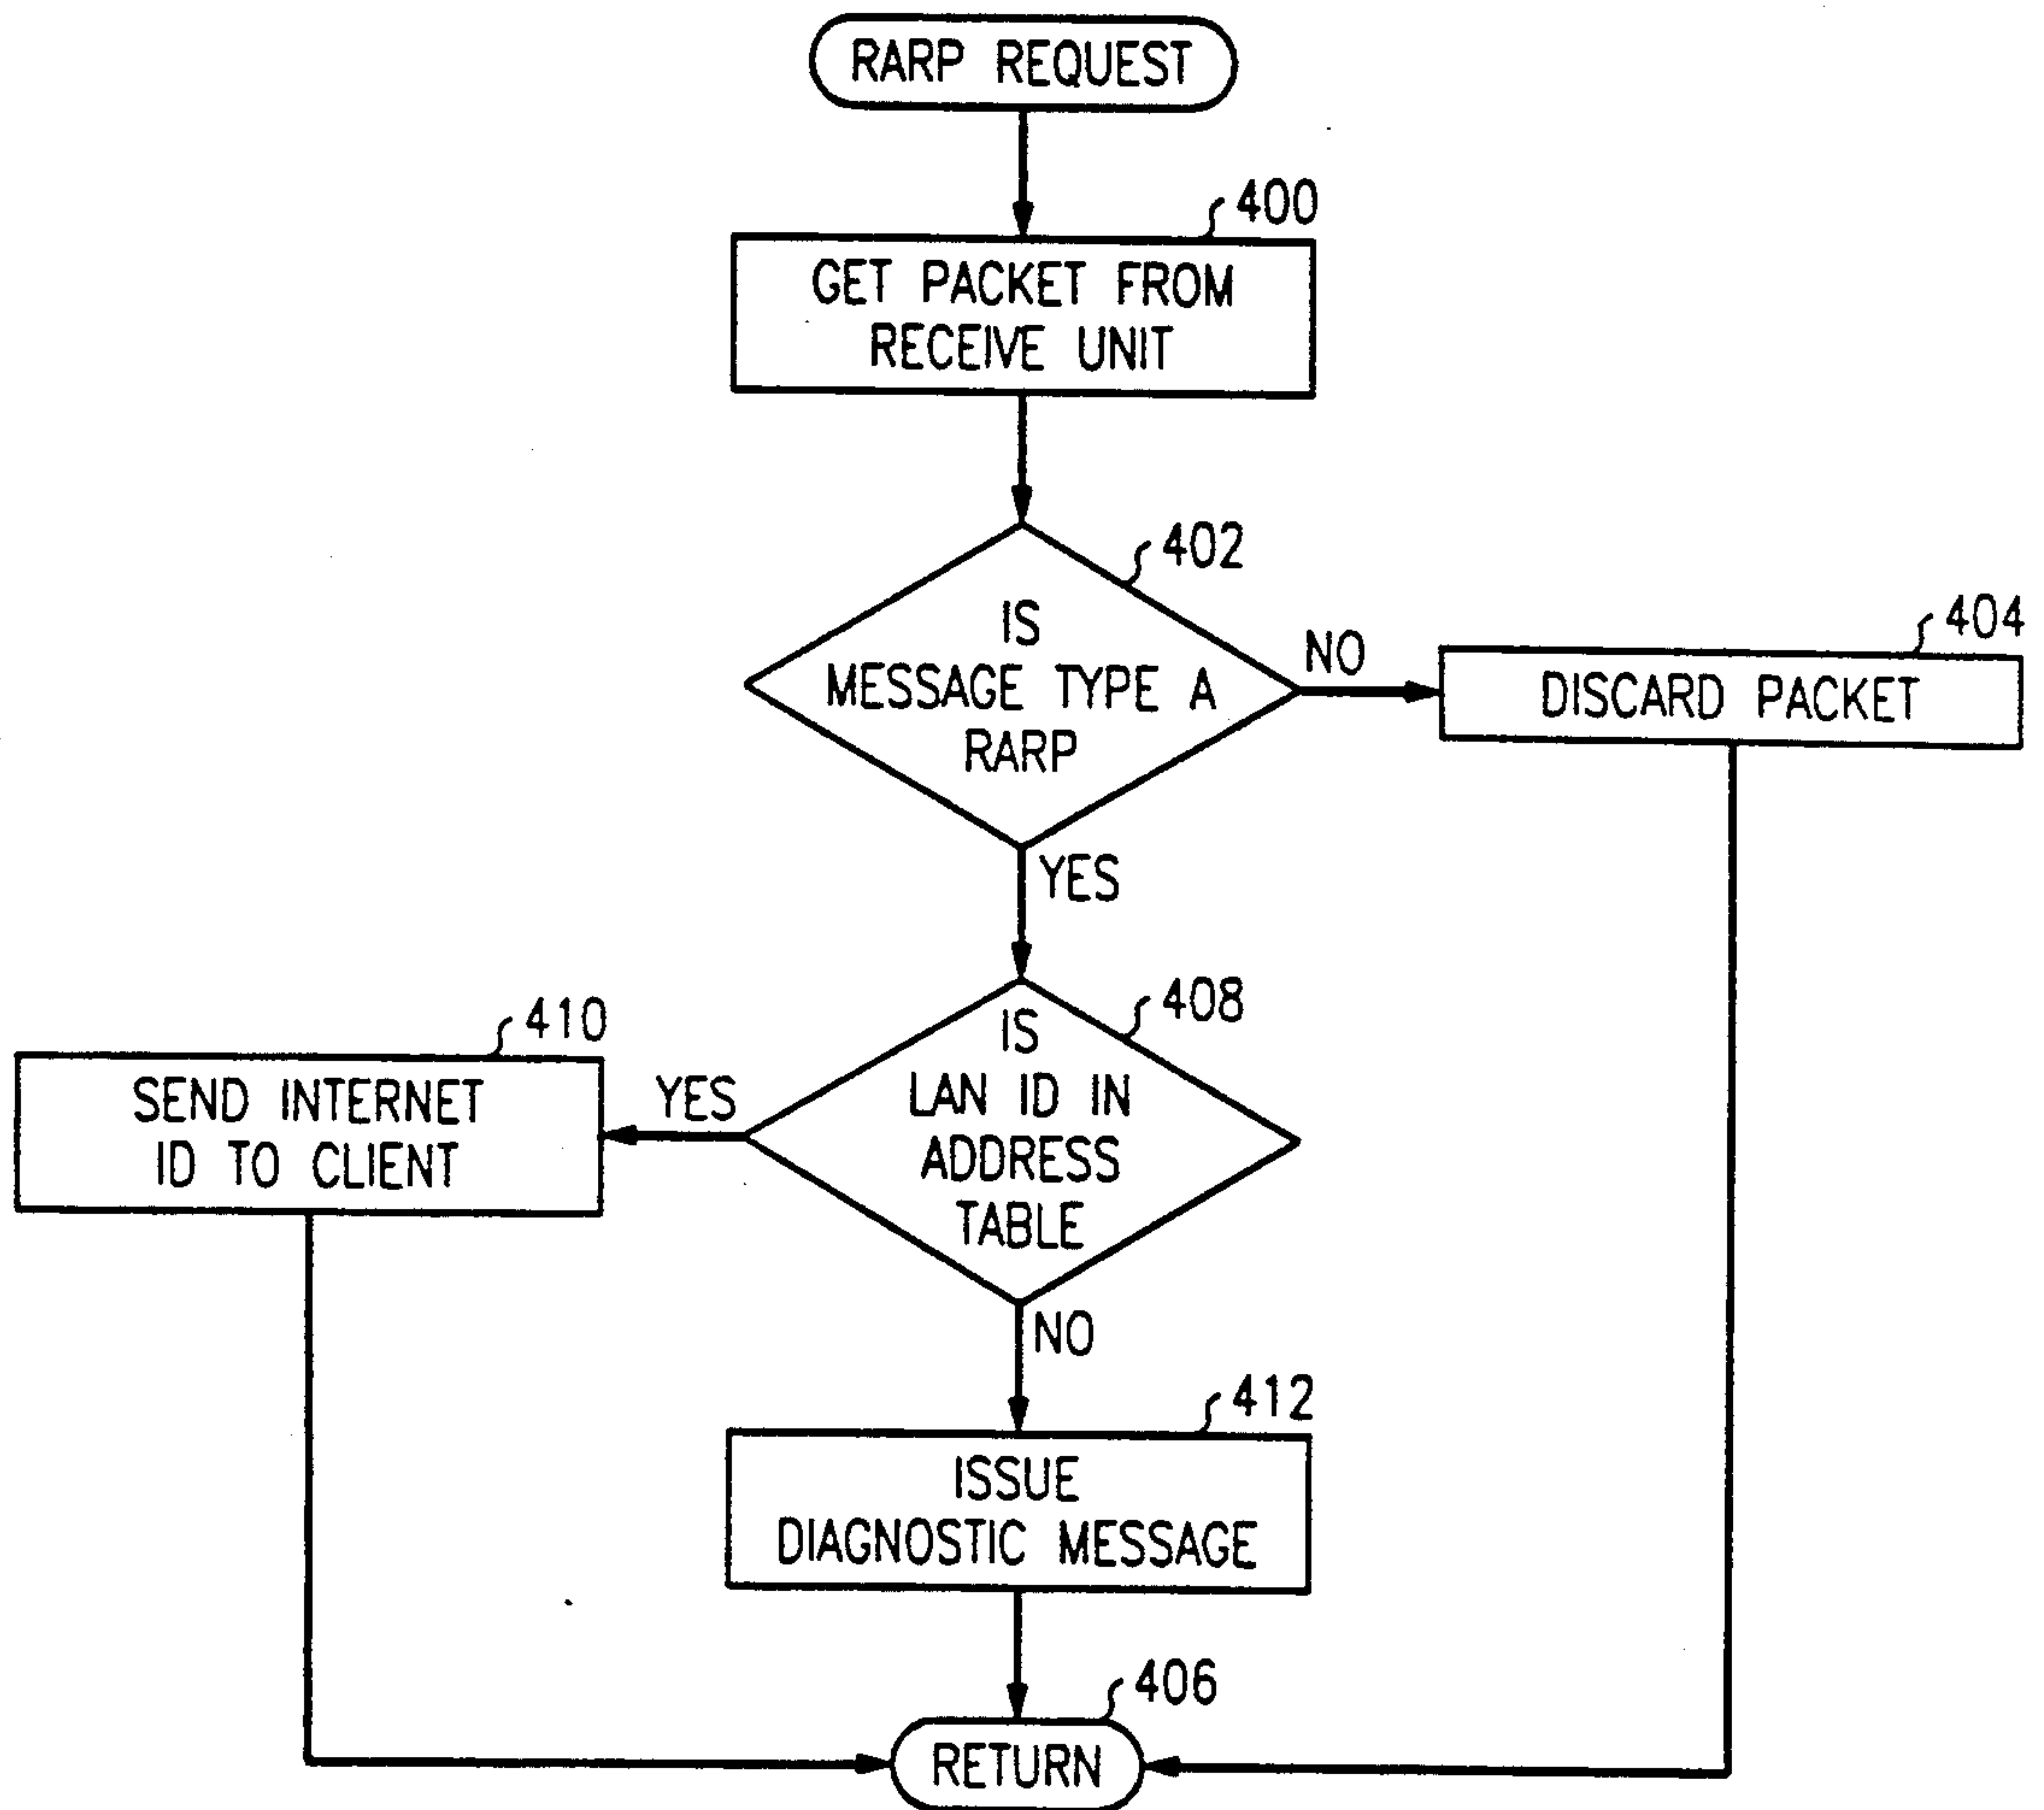 RARP REQUEST
400
GET PACKET FROM
RECEIVE UNIT
402
IS
MESSAGE TYPE A
RARP
NO
404
DISCARD PACKET
YES
408
IS
LAN ID IN
ADDRESS
TABLE
YES
410
SEND INTERNET
ID TO CLIENT
NO
412
ISSUE
DIAGNOSTIC MESSAGE
406
RETURN